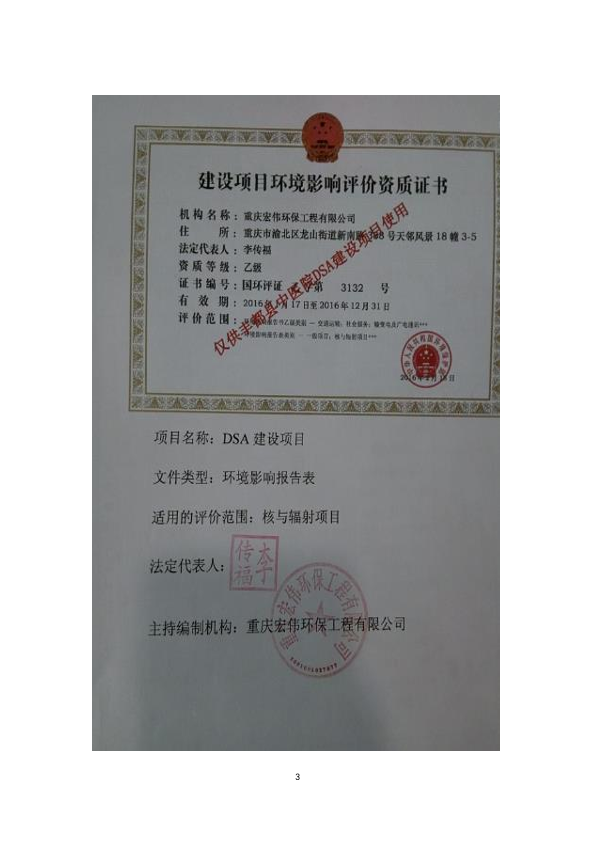 建设项目环境影响评价资质证书
机构名称：重庆宏伟环保工程有限公司
住 所：重庆市渝北区龙山街道新南路388号天邻风景18幢3-5
法定代表人：李传福
资质等级：乙级
证书编号：国环评证 第 3132 号
有效期：2016年 月17日至2016年12月31日
评价范围：
仅供丰都县中医院DSA建设项目使用
项目名称：DSA 建设项目
文件类型：环境影响报告表
适用的评价范围：核与辐射项目
法定代表人：
李传福
主持编制机构：重庆宏伟环保工程有限公司
3